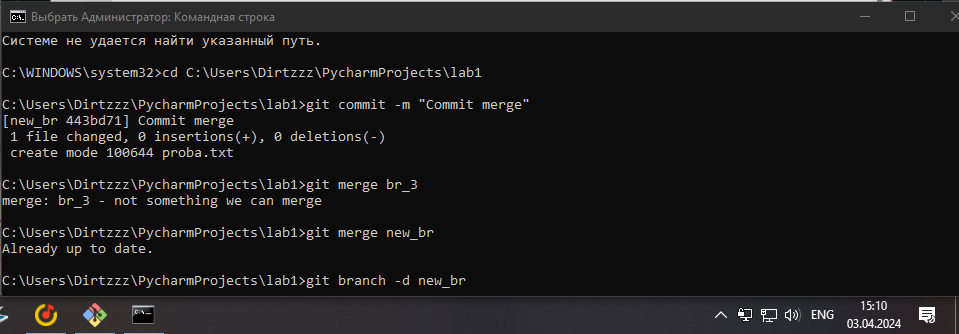 Выбрать Администратор: Командная строка
Системе не удается найти указанный путь.
C:\WINDOWS\system32>cd C:\Users\Dirtzzz\PycharmProjects\lab1
C:\Users\Dirtzzz\PycharmProjects\lab1>git commit -m "Commit merge"
[new_br 443bd71] Commit merge
 1 file changed, 0 insertions(+), 0 deletions(-)
 create mode 100644 proba.txt
C:\Users\Dirtzzz\PycharmProjects\lab1>git merge br_3
merge: br_3 - not something we can merge
C:\Users\Dirtzzz\PycharmProjects\lab1>git merge new_br
Already up to date.
C:\Users\Dirtzzz\PycharmProjects\lab1>git branch -d new_br
ENG
15:10
03.04.2024